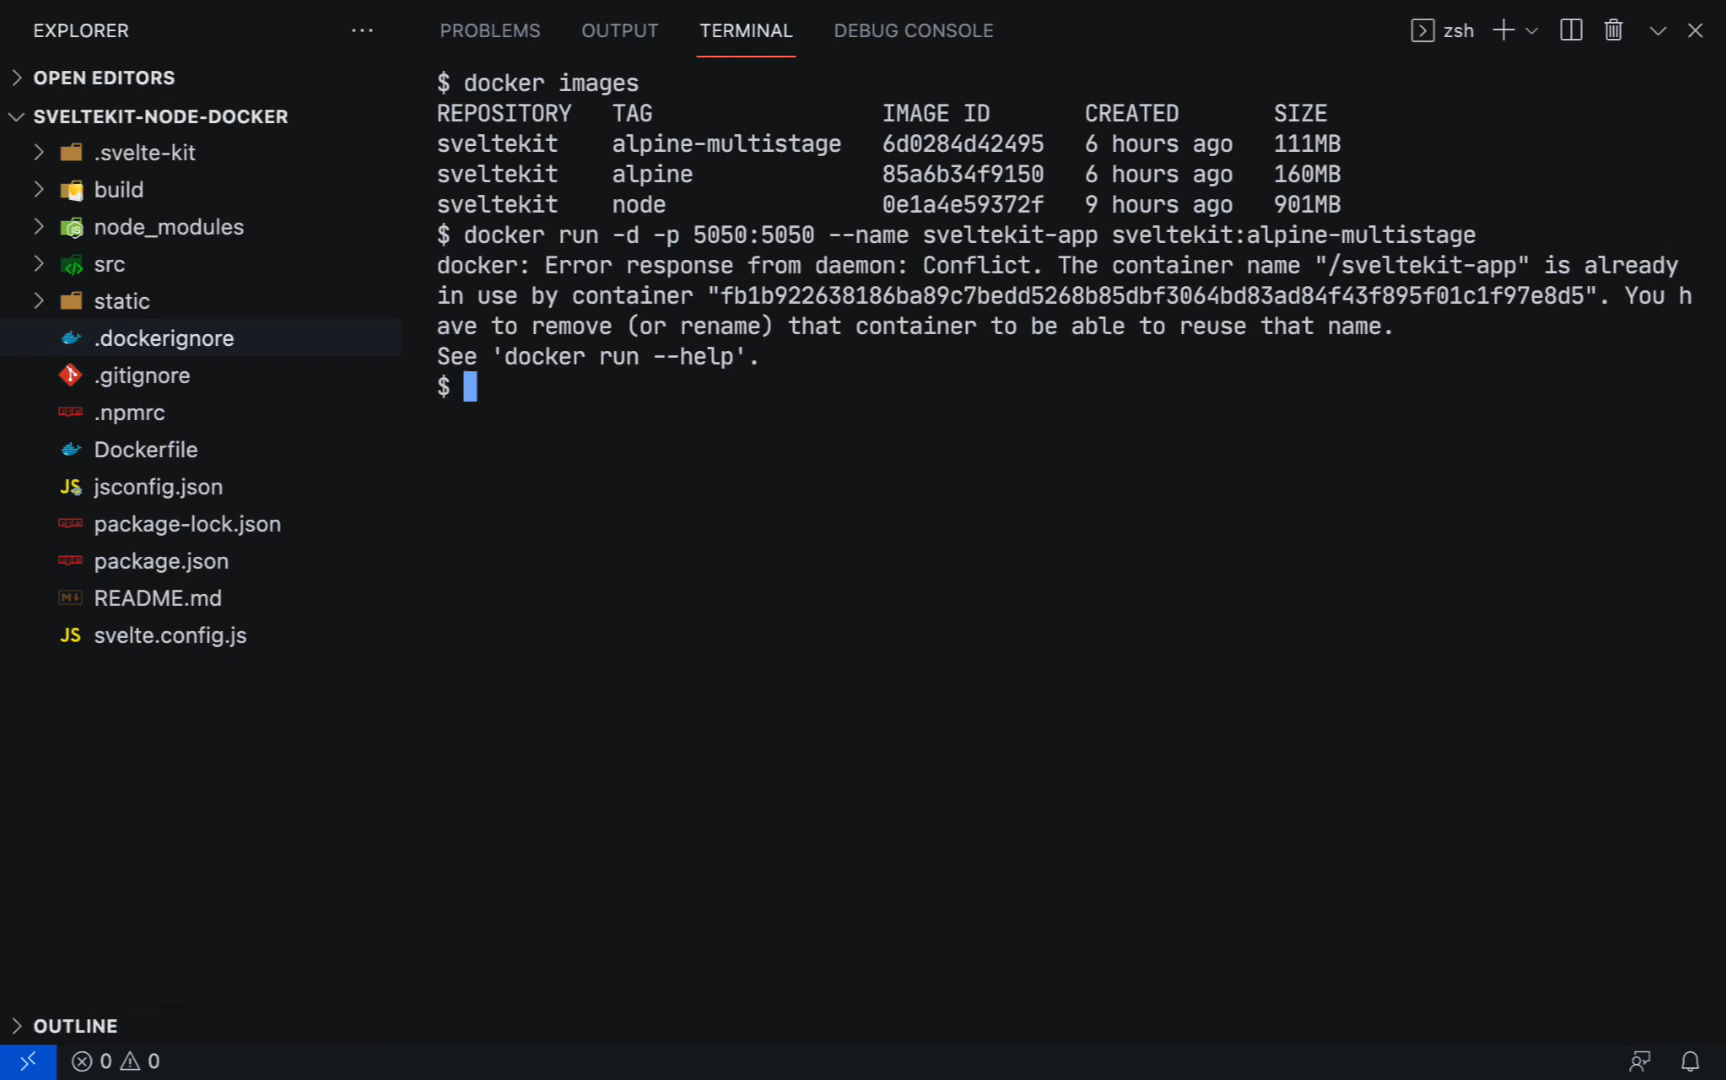 EXPLORER
OPEN EDITORS
SVELTEKIT-NODE-DOCKER
.svelte-kit
build
node_modules
src
static
.dockerignore
.gitignore
.npmrc
Dockerfile
JS jsconfig.json
package-lock.json
package.json
M↓ README.md
JS svelte.config.js
OUTLINE
0 0
PROBLEMS OUTPUT TERMINAL DEBUG CONSOLE
zsh
$ docker images
REPOSITORY TAG IMAGE ID CREATED SIZE
sveltekit alpine-multistage 6d0284d42495 6 hours ago 111MB
sveltekit alpine 85a6b34f9150 6 hours ago 160MB
sveltekit node 0e1a4e59372f 9 hours ago 901MB
$ docker run -d -p 5050:5050 --name sveltekit-app sveltekit:alpine-multistage
docker: Error response from daemon: Conflict. The container name "/sveltekit-app" is already
in use by container "fb1b922638186ba89c7bedd5268b85dbf3064bd83ad84f43f895f01c1f97e8d5". You h
ave to remove (or rename) that container to be able to reuse that name.
See 'docker run --help'.
$